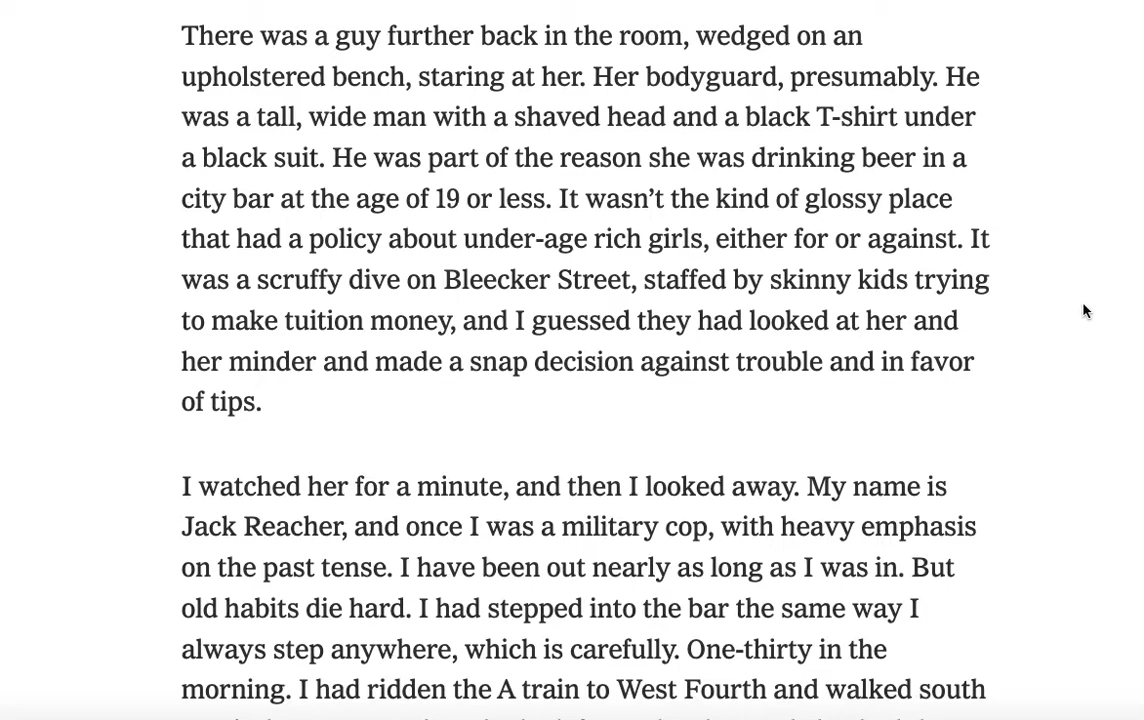 There was a guy further back in the room, wedged on an
upholstered bench, staring at her. Her bodyguard, presumably. He
was a tall, wide man with a shaved head and a black T-shirt under
a black suit. He was part of the reason she was drinking beer in a
city bar at the age of 19 or less. It wasn’t the kind of glossy place
that had a policy about under-age rich girls, either for or against. It
was a scruffy dive on Bleecker Street, staffed by skinny kids trying
to make tuition money, and I guessed they had looked at her and
her minder and made a snap decision against trouble and in favor
of tips.
I watched her for a minute, and then I looked away. My name is
Jack Reacher, and once I was a military cop, with heavy emphasis
on the past tense. I have been out nearly as long as I was in. But
old habits die hard. I had stepped into the bar the same way I
always step anywhere, which is carefully. One-thirty in the
morning. I had ridden the A train to West Fourth and walked south